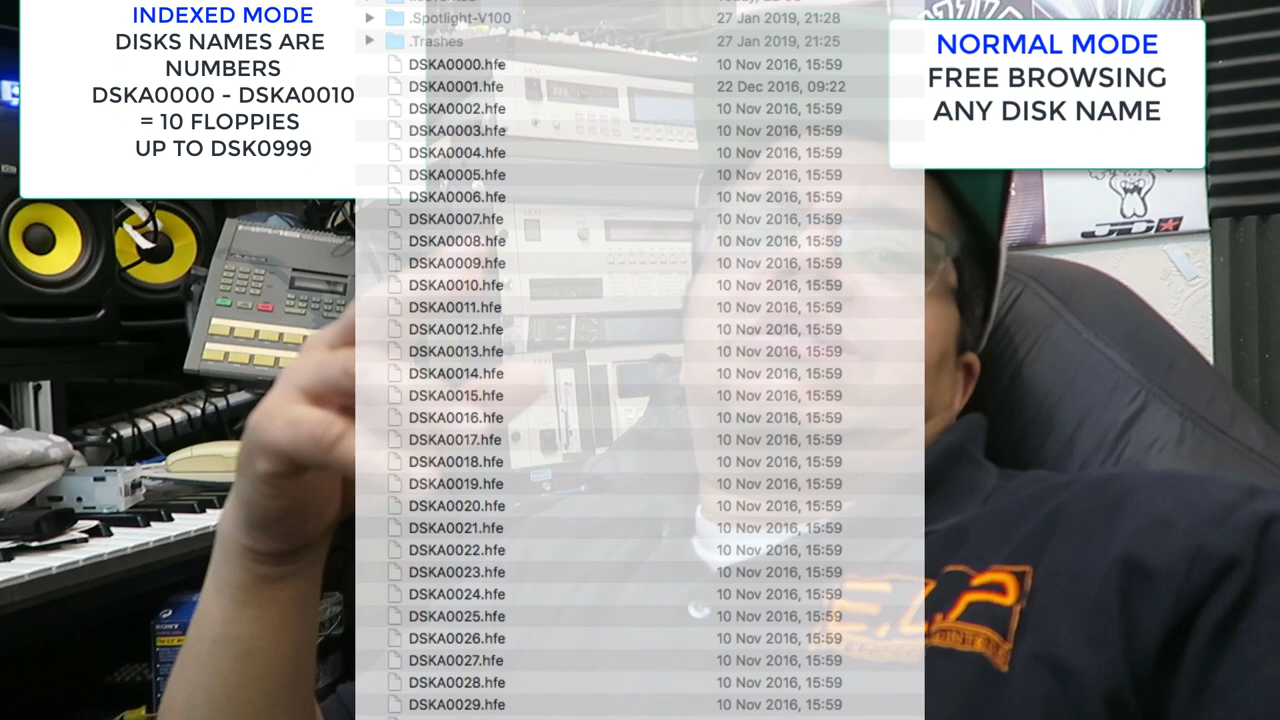 INDEXED MODE
DISKS NAMES ARE
NUMBERS
DSKA0000 - DSKA0010
= 10 FLOPPIES
UP TO DSK0999
.Spotlight-V100 27 Jan 2019, 21:28
.Trashes 27 Jan 2019, 21:25
DSKA0000.hfe 10 Nov 2016, 15:59
DSKA0001.hfe 22 Dec 2016, 09:22
DSKA0002.hfe 10 Nov 2016, 15:59
DSKA0003.hfe 10 Nov 2016, 15:59
DSKA0004.hfe 10 Nov 2016, 15:59
DSKA0005.hfe 10 Nov 2016, 15:59
DSKA0006.hfe 10 Nov 2016, 15:59
DSKA0007.hfe 10 Nov 2016, 15:59
DSKA0008.hfe 10 Nov 2016, 15:59
DSKA0009.hfe 10 Nov 2016, 15:59
DSKA0010.hfe 10 Nov 2016, 15:59
DSKA0011.hfe 10 Nov 2016, 15:59
DSKA0012.hfe 10 Nov 2016, 15:59
DSKA0013.hfe 10 Nov 2016, 15:59
DSKA0014.hfe 10 Nov 2016, 15:59
DSKA0015.hfe 10 Nov 2016, 15:59
DSKA0016.hfe 10 Nov 2016, 15:59
DSKA0017.hfe 10 Nov 2016, 15:59
DSKA0018.hfe 10 Nov 2016, 15:59
DSKA0019.hfe 10 Nov 2016, 15:59
DSKA0020.hfe 10 Nov 2016, 15:59
DSKA0021.hfe 10 Nov 2016, 15:59
DSKA0022.hfe 10 Nov 2016, 15:59
DSKA0023.hfe 10 Nov 2016, 15:59
DSKA0024.hfe 10 Nov 2016, 15:59
DSKA0025.hfe 10 Nov 2016, 15:59
DSKA0026.hfe 10 Nov 2016, 15:59
DSKA0027.hfe 10 Nov 2016, 15:59
DSKA0028.hfe 10 Nov 2016, 15:59
DSKA0029.hfe 10 Nov 2016, 15:59
NORMAL MODE
FREE BROWSING
ANY DISK NAME
SONY